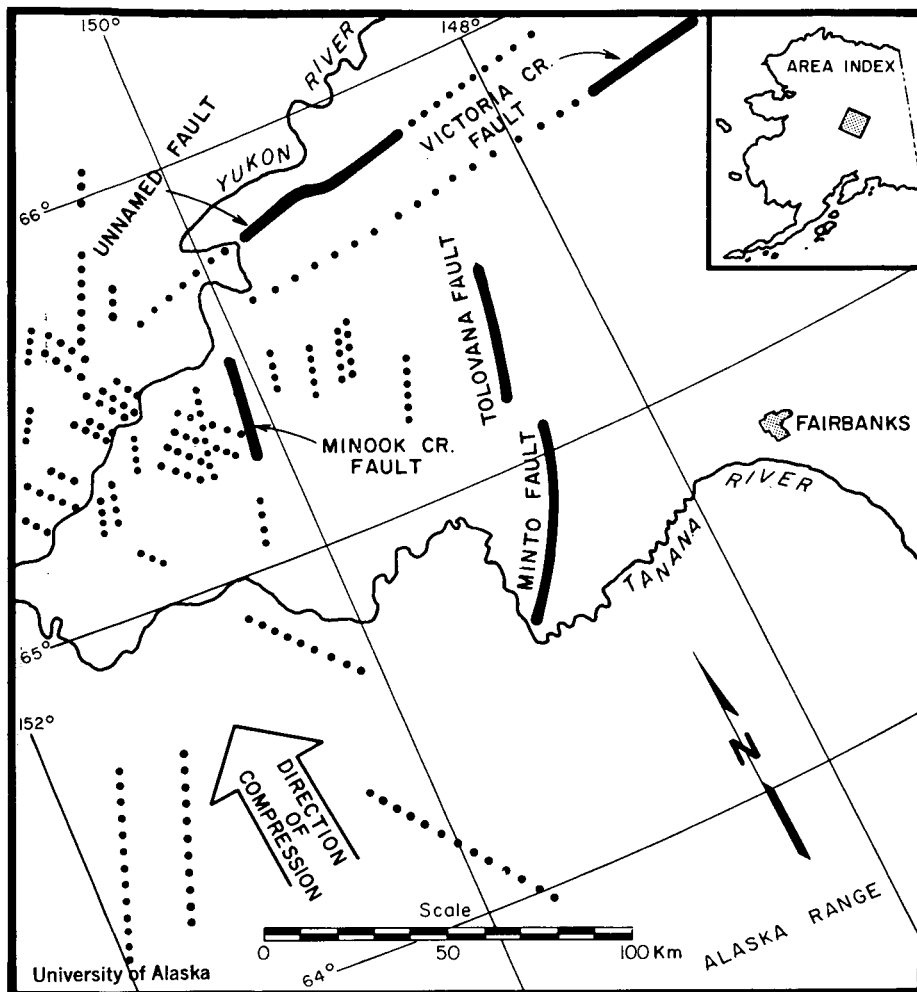 150°
148°
YUKON RIVER
UNNAMED FAULT
VICTORIA CR.
FAULT
AREA INDEX
66°
TOLOVANA FAULT
MINOOK CR.
FAULT
FAIRBANKS
MINTO FAULT
TANANA RIVER
65°
152°
DIRECTION
OF
COMPRESSION
N
Scale
0 50 100 Km
ALASKA RANGE
University of Alaska
64°